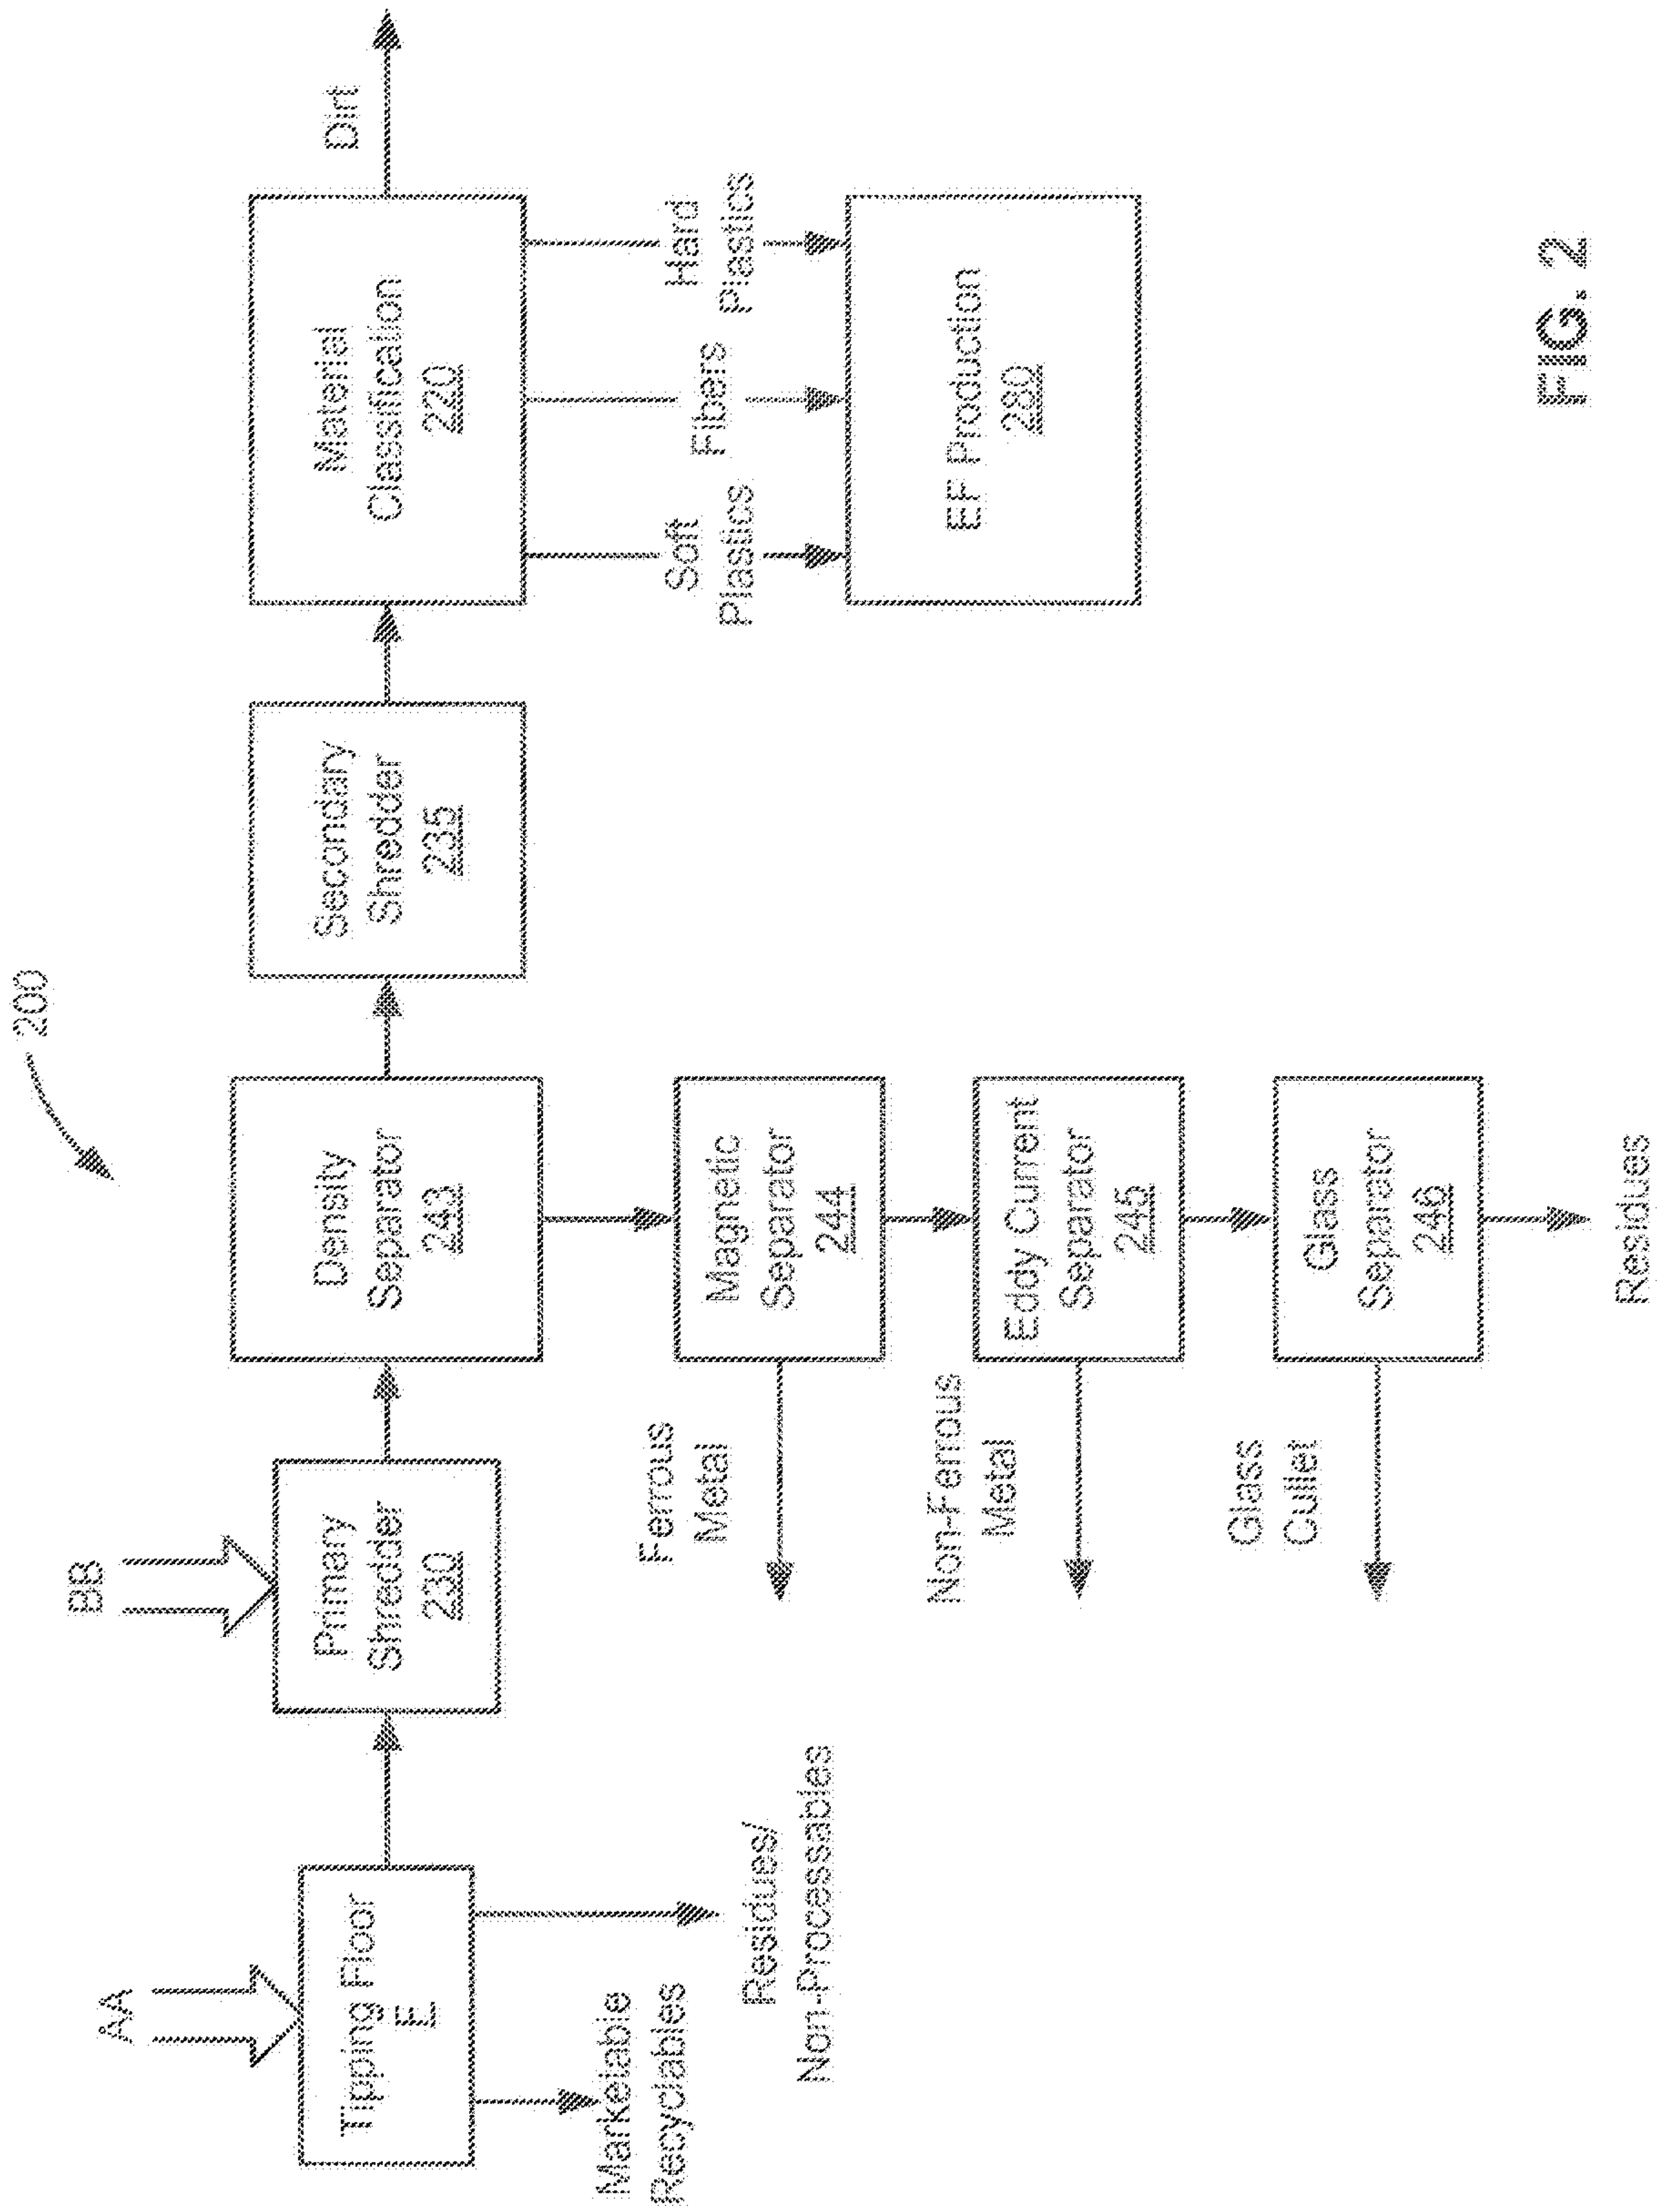 200
AA
BB
Tipping Floor
F
Primary
Shredder
230
Density
Separator
243
Secondary
Shredder
235
Material
Classification
220
Dirt
Marketable
Recyclables
Residues/
Non-Processables
Ferrous
Metal
Magnetic
Separator
244
Non-Ferrous
Metal
Eddy Current
Separator
245
Glass
Cullet
Glass
Separator
246
Residues
Soft
Plastics
Fibers
Hard
Plastics
EF Production
280
FIG. 2